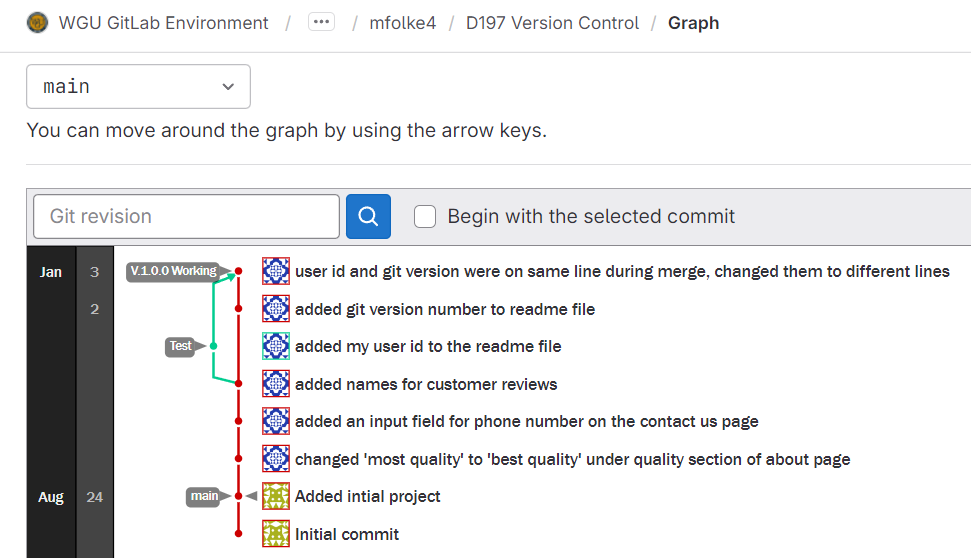 WGU GitLab Environment / ... / mfolke4 / D197 Version Control / Graph
main
You can move around the graph by using the arrow keys.
Git revision Begin with the selected commit
Jan 3 V.1.0.0 Working user id and git version were on same line during merge, changed them to different lines
2 added git version number to readme file
Test added my user id to the readme file
added names for customer reviews
added an input field for phone number on the contact us page
changed 'most quality' to 'best quality' under quality section of about page
Aug 24 main Added intial project
Initial commit